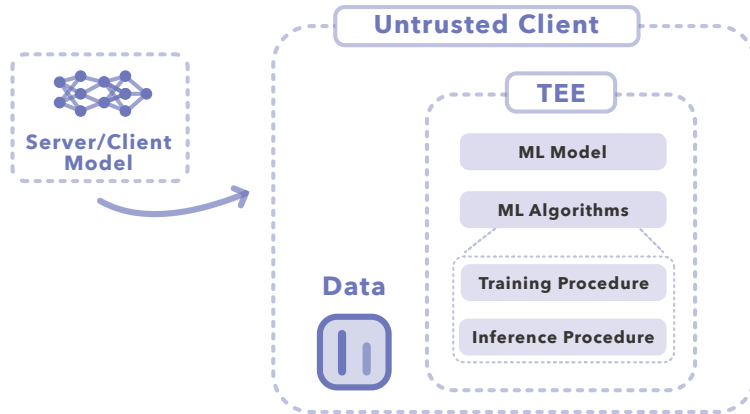 Untrusted Client
TEE
Server/Client
Model
ML Model
ML Algorithms
Training Procedure
Inference Procedure
Data